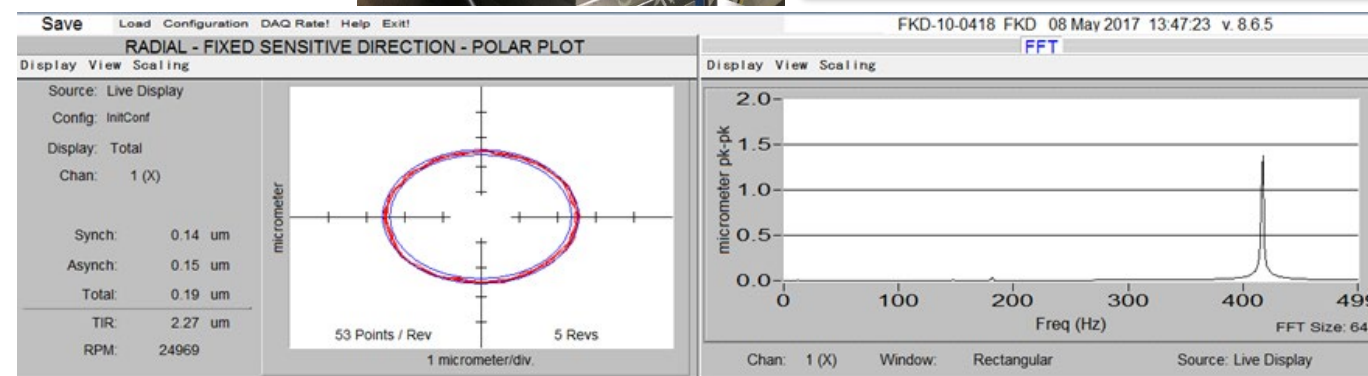 Save Load Configuration DAQ Rate! Help Exit! FKD-10-0418 FKD 08 May 2017 13:47:23 v. 8.6.5
RADIAL - FIXED SENSITIVE DIRECTION - POLAR PLOT
Display View Scaling
Source: Live Display
Config: InitConf
Display: Total
Chan: 1 (X)
Synch: 0.14 um
Asynch: 0.15 um
Total: 0.19 um
TIR: 2.27 um
RPM: 24969
micrometer
53 Points / Rev 5 Revs
1 micrometer/div.
FFT
Display View Scaling
micrometer pk-pk
2.0
1.5
1.0
0.5
0.0
0 100 200 300 400 499
Freq (Hz)
FFT Size: 64
Chan: 1 (X) Window: Rectangular Source: Live Display